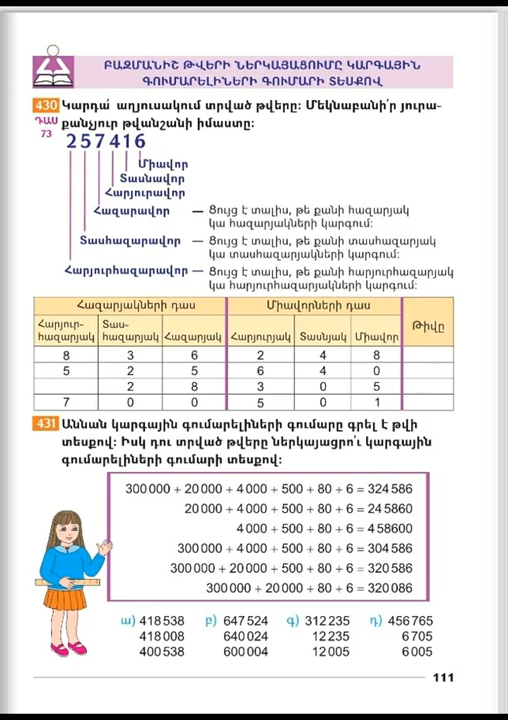 ԲԱԶՄԱՆԻՇ ԹՎԵՐԻ ՆԵՐԿԱՅԱՑՈՒՄԸ ԿԱՐԳԱՅԻՆ
ԳՈՒՄԱՐԵԼԻՆԵՐԻ ԳՈՒՄԱՐԻ ՏԵՍՔՈՎ
430 Կարդա՛ աղյուսակում տրված թվերը: Մեկնաբանի՛ր յուրա-
ԴԱՍ քանչյուր թվանշանի իմաստը:
73
257416
Միավոր
Տասնավոր
Հարյուրավոր
Հազարավոր — Ցույց է տալիս, թե քանի հազարյակ
կա հազարյակների կարգում:
Տասհազարավոր — Ցույց է տալիս, թե քանի տասհազարյակ
կա տասհազարյակների կարգում:
Հարյուրհազարավոր — Ցույց է տալիս, թե քանի հարյուրհազարյակ
կա հարյուրհազարյակների կարգում:
Հազարյակների դաս Միավորների դաս Թիվը
Հարյուր- Տաս-
հազարյակ հազարյակ Հազարյակ Հարյուրյակ Տասնյակ Միավոր
8 3 6 2 4 8
5 2 5 6 4 0
2 8 3 0 5
7 0 0 5 0 1
431 Աննան կարգային գումարելիների գումարը գրել է թվի
տեսքով: Իսկ դու տրված թվերը ներկայացրո՛ւ կարգային
գումարելիների գումարի տեսքով:
300 000 + 20 000 + 4 000 + 500 + 80 + 6 = 324 586
20 000 + 4 000 + 500 + 80 + 6 = 24 5860
4 000 + 500 + 80 + 6 = 4 58600
300 000 + 4 000 + 500 + 80 + 6 = 304 586
300 000 + 20 000 + 500 + 80 + 6 = 320 586
300 000 + 20 000 + 80 + 6 = 320 086
ա) 418 538 բ) 647 524 գ) 312 235 դ) 456 765
418 008 640 024 12 235 6 705
400 538 600 004 12 005 6 005
111